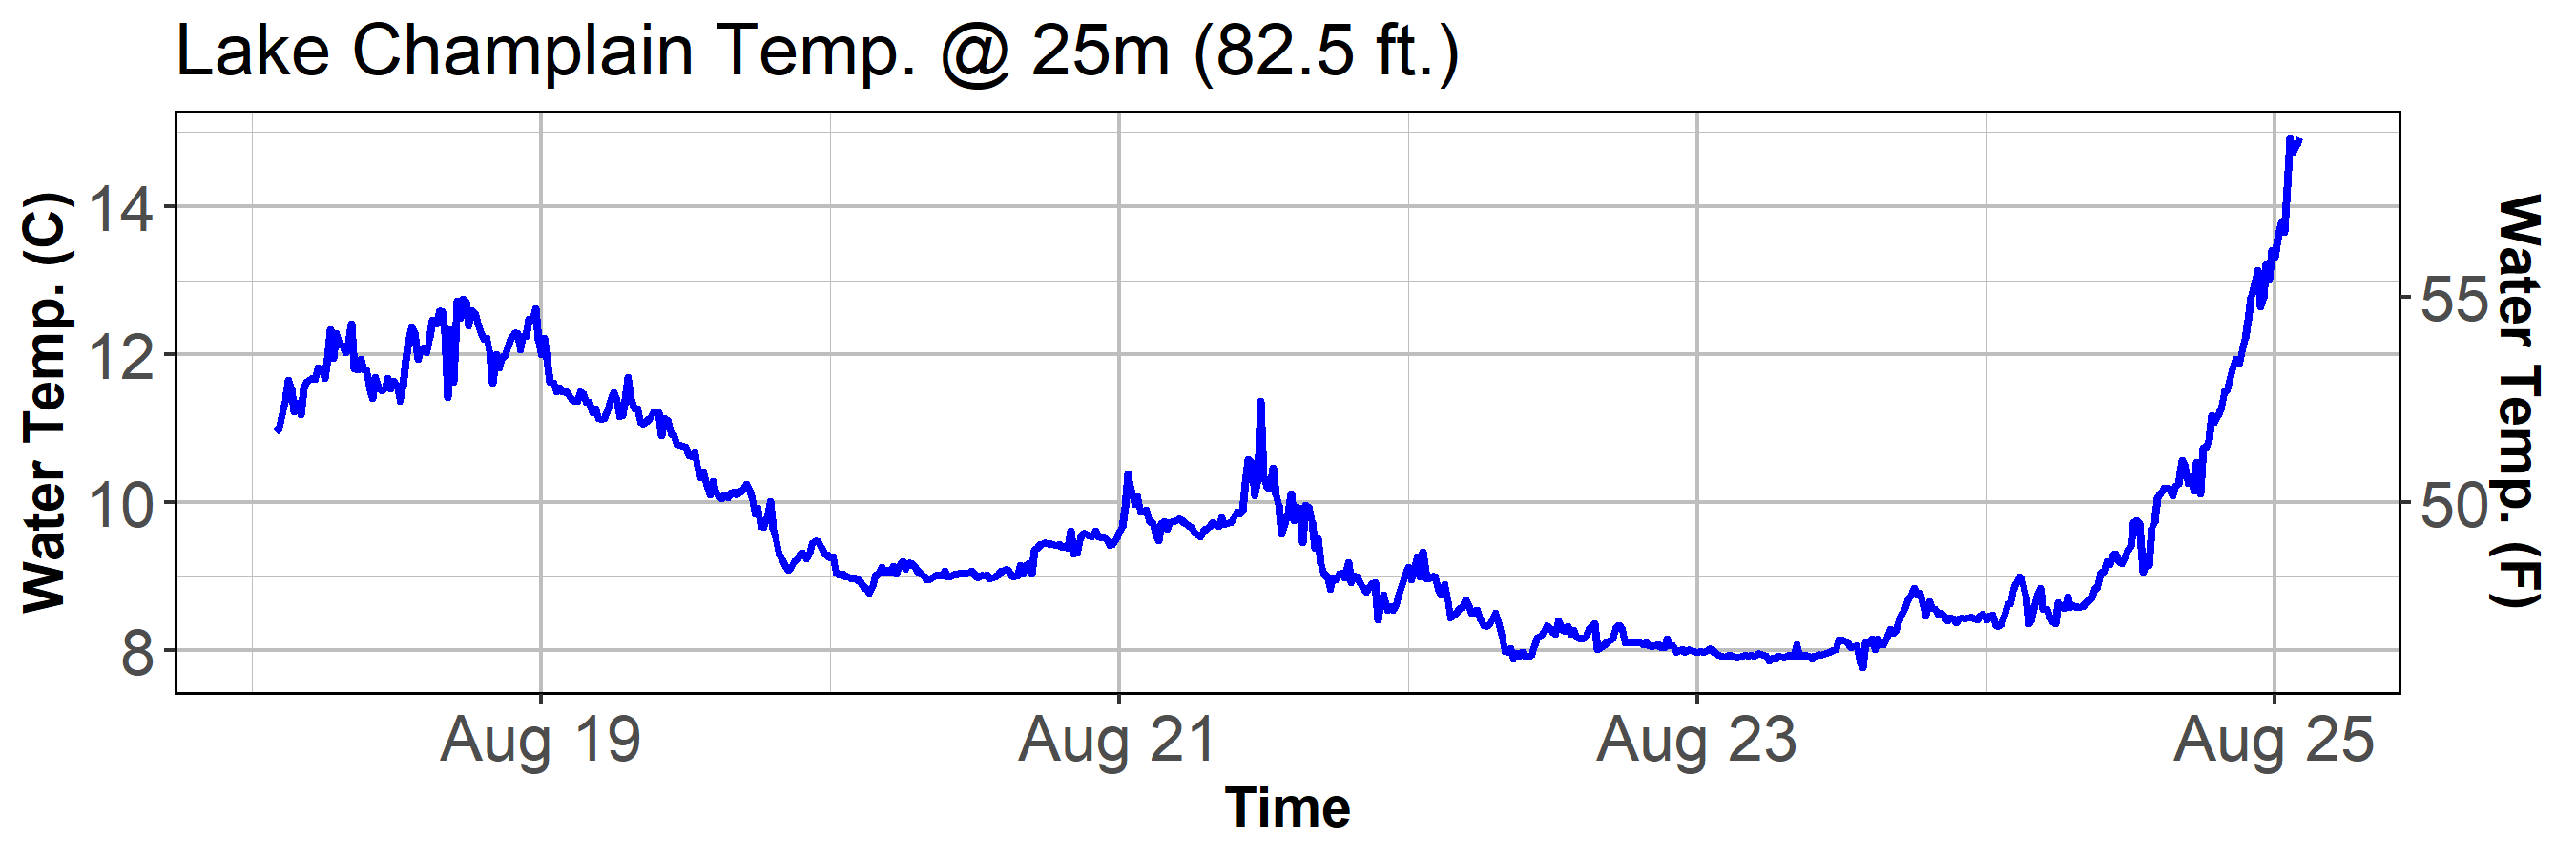 Lake Champlain Temp. @ 25m (82.5 ft.)
Water Temp. (C)
14
12
10
8
55
50
Water Temp. (F)
Aug 19
Aug 21
Aug 23
Aug 25
Time